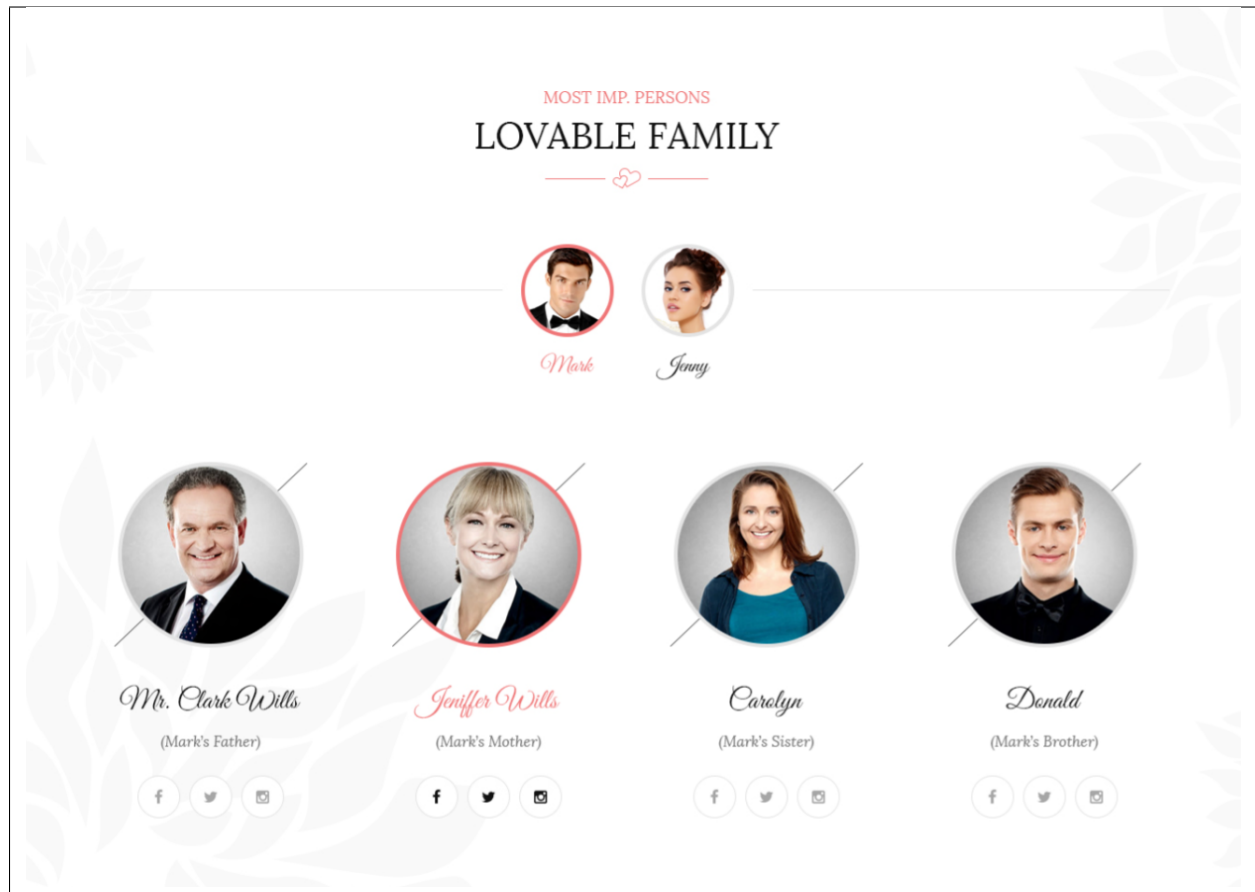 MOST IMP. PERSONS
LOVABLE FAMILY
Mark
Jenny
Mr. Clark Wills
Jeniffer Wills
Carolyn
Donald
(Mark's Father)
(Mark's Mother)
(Mark's Sister)
(Mark's Brother)